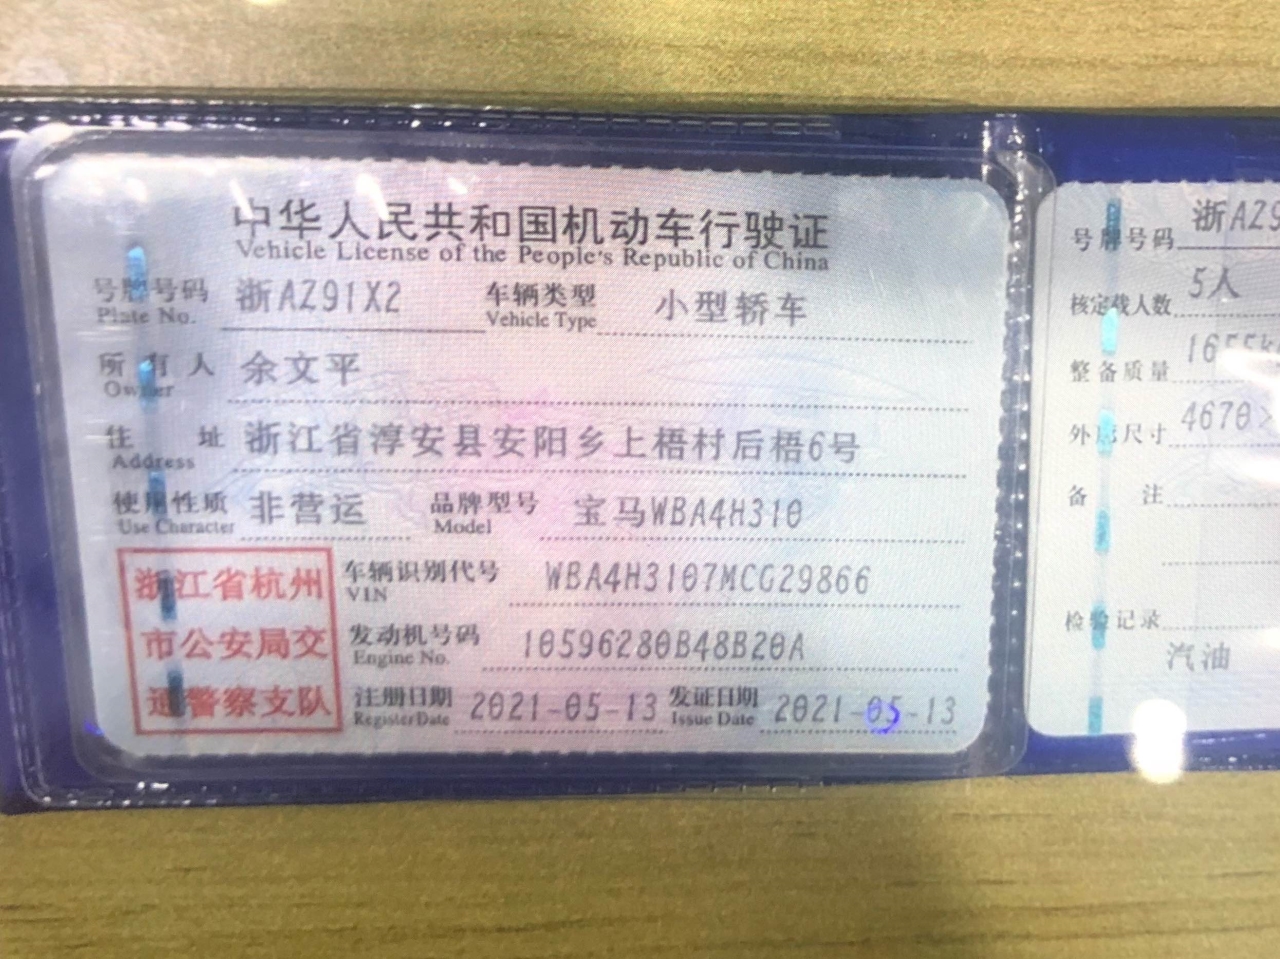 中华人民共和国机动车行驶证
Vehicle License of the People's Republic of China
号牌号码 浙AZ91X2 车辆类型 小型轿车
Plate No. Vehicle Type
所有人 余文平
Owner
住址 浙江省淳安县安阳乡上梧村后梧6号
Address
使用性质 非营运 品牌型号 宝马WBA4H310
Use Character Model
浙江省杭州
市公安局交
通警察支队
车辆识别代号 WBA4H3107MCG29866
VIN
发动机号码 10596280B48B20A
Engine No.
注册日期 2021-05-13 发证日期 2021-05-13
Register Date Issue Date
号牌号码 浙AZ9
核定载人数 5人
整备质量 1655k
外廓尺寸 4670×
备注
检验记录
汽油